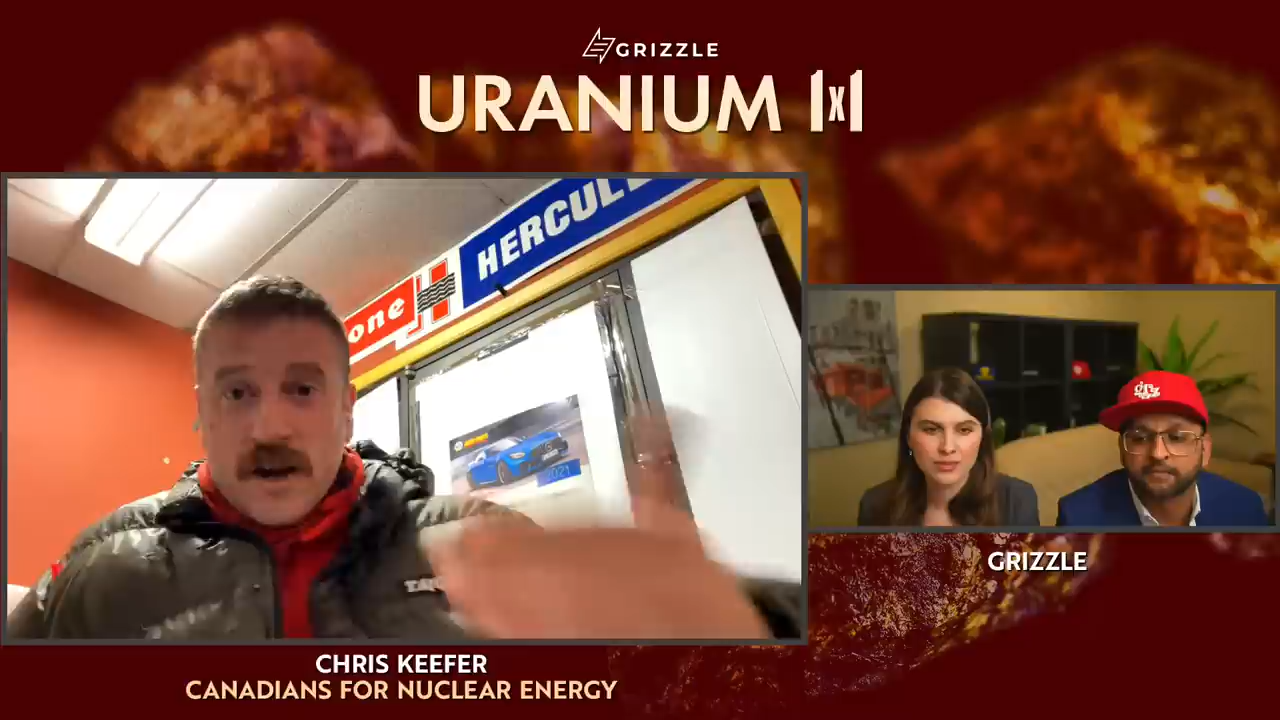 GRIZZLE
URANIUM 1x1
HERCUL
one
2021
CHRIS KEEFER
CANADIANS FOR NUCLEAR ENERGY
GRIZZLE